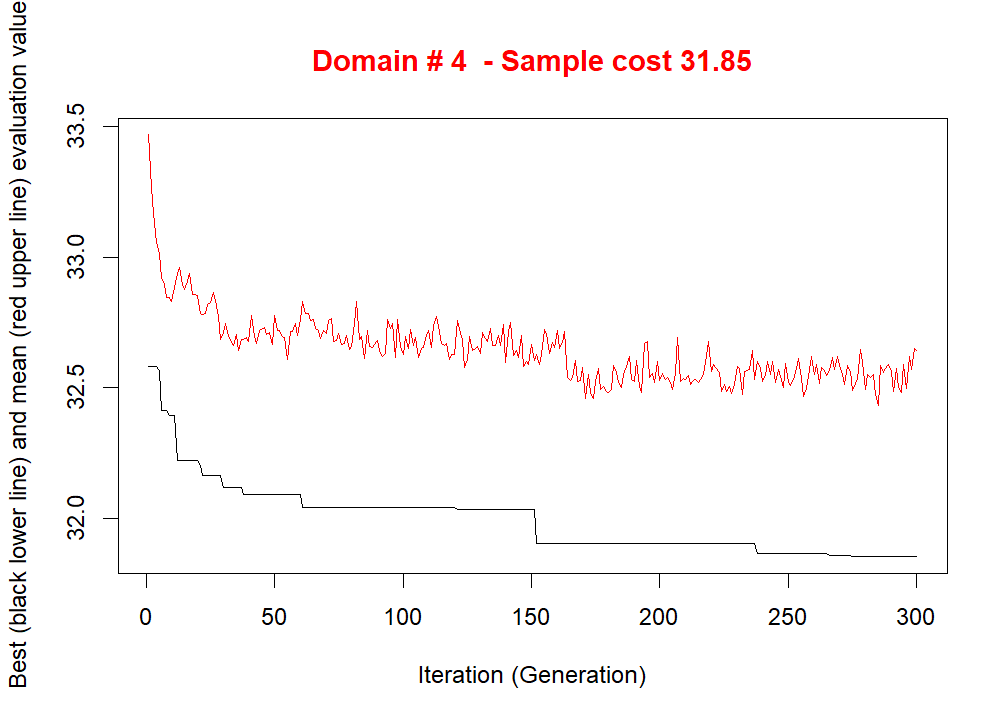 Domain # 4  - Sample cost 31.85
Best (black lower line) and mean (red upper line) evaluation value
33.5
33.0
32.5
32.0
0 50 100 150 200 250 300
Iteration (Generation)